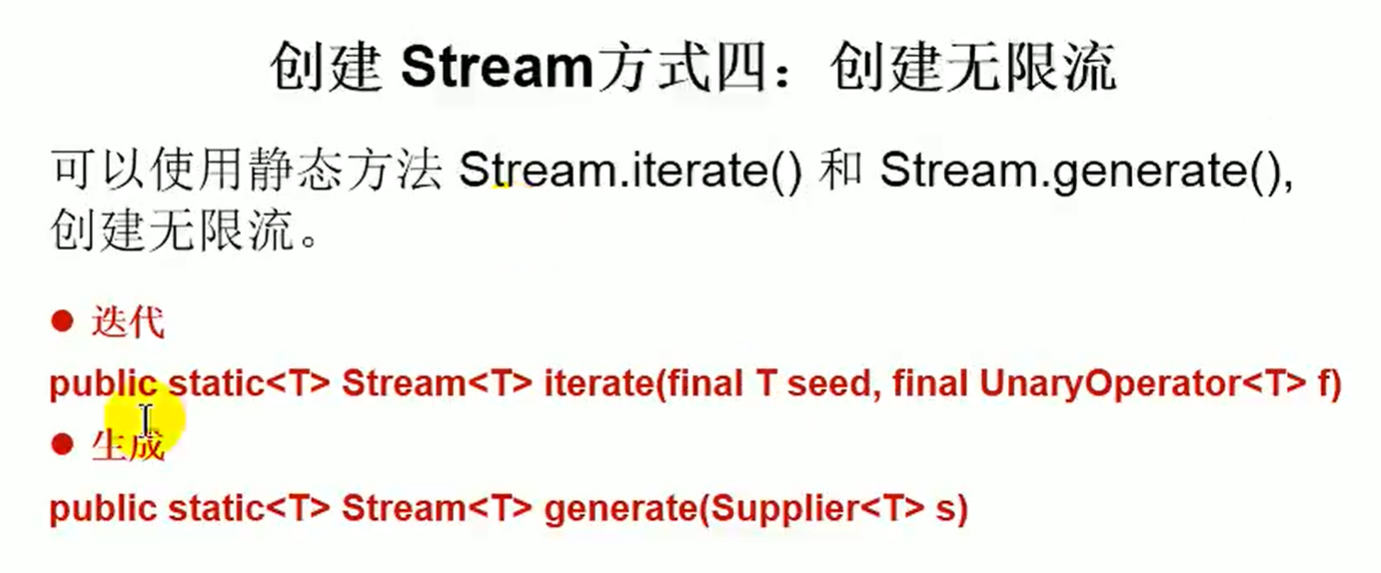 创建 Stream方式四：创建无限流
可以使用静态方法 Stream.iterate() 和 Stream.generate(),
创建无限流。
● 迭代
public static<T> Stream<T> iterate(final T seed, final UnaryOperator<T> f)
● 生成
public static<T> Stream<T> generate(Supplier<T> s)